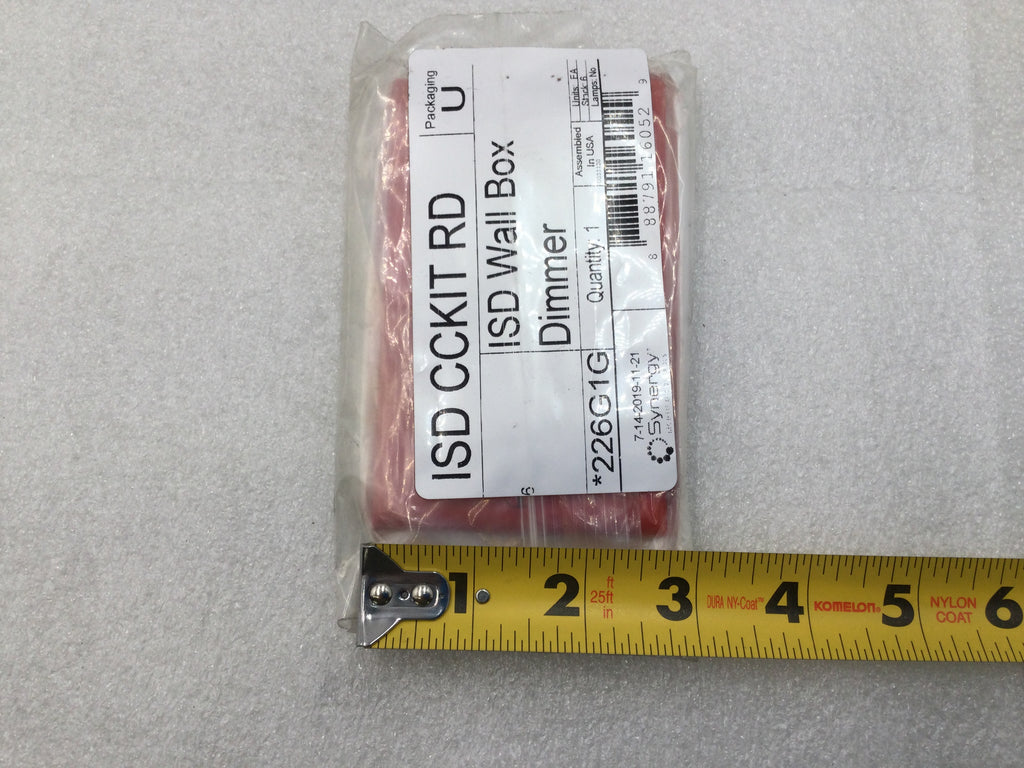 ISD CCKIT RD
Packaging
U
ISD Wall Box
Dimmer
*226G1G
Quantity: 1
Assembled
In USA
Units: EA
Stock: 6
Lamps: No
7-14-2019-11-21
Synergy
8 88791 16052 9
6
1 2 ft
25ft
in
3 DURA NY-Coat™ 4 KOMELON® 5 NYLON
COAT
6